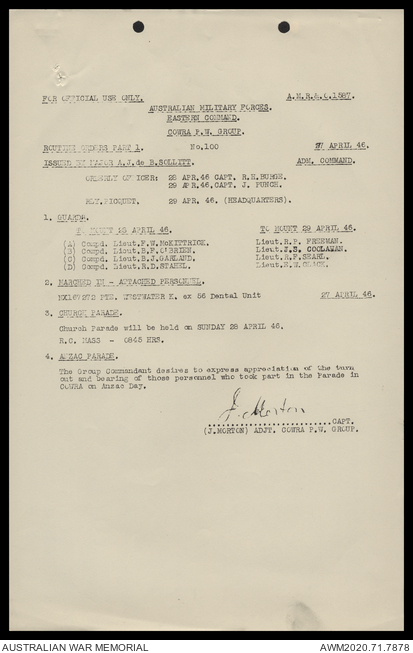 FOR OFFICIAL USE ONLY. A.M.R.& O.1587.
AUSTRALIAN MILITARY FORCES.
EASTERN COMMAND.
COWRA P.W. GROUP.
ROUTINE ORDERS PART 1. No.100 27 APRIL 46.
ISSUED BY MAJOR A.J.de B.SOLLITT. ADM. COMMAND.
ORDERLY OFFICER: 28 APR.46 CAPT. R.H.BURGE.
29 APR.46.CAPT. J. PUNCH.
RLY.PICQUET. 29 APR. 46. (HEADQUARTERS).
1. GUARDS.
TO MOUNT 28 APRIL 46. TO MOUNT 29 APRIL 46.
(A) Compd. Lieut.F.W.McKITTRICK. Lieut.R.P. FREEMAN.
(B) Compd. Lieut.B.F.O'BRIEN. Lieut.J.S. COOLAHAN.
(C) Compd. Lieut.B.J.GARLAND. Lieut.R.F.SEARL.
(D) Compd. Lieut.R.D.STABEL. Lieut.
2. MARCHED IN - ATTACHED PERSONNEL
PTE. WESTWATER E. ex 56 Dental Unit 27 APRIL 46.
3. CHURCH PARADE.
Church Parade will be held on SUNDAY 28 APRIL 46.
R.C. MASS - 0845 HRS.
4. ANZAC PARADE.
The Group Commandant desires to express appreciation of the turn
out and bearing of those personnel who took part in the Parade in
COWRA on Anzac Day.
J. Morton
CAPT.
(J.MORTON) ADJT. COWRA P.W. GROUP.
AUSTRALIAN WAR MEMORIAL AWM2020.71.7878